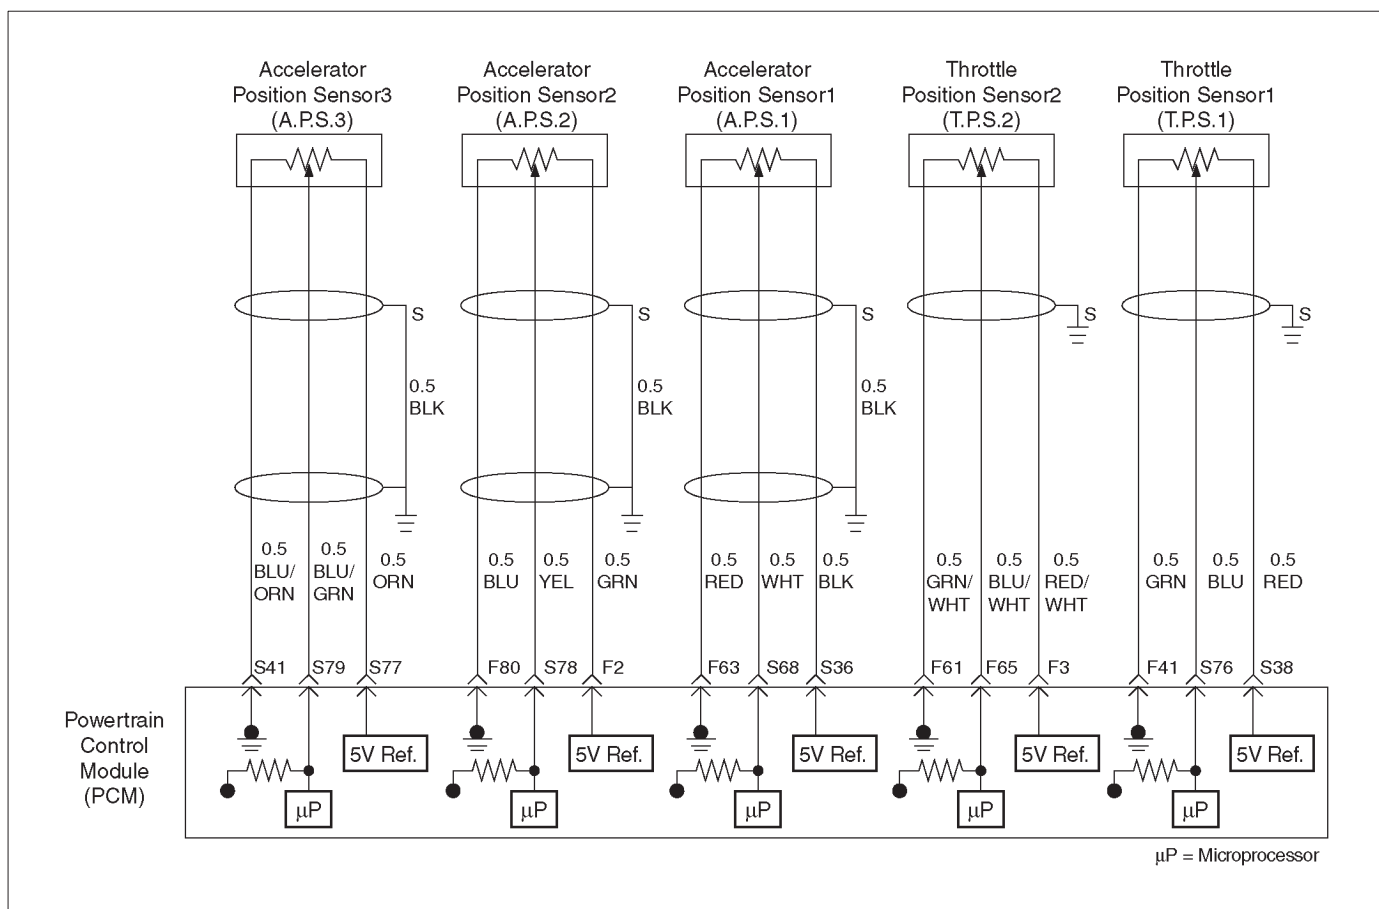 Accelerator
Position Sensor3
(A.P.S.3)
Accelerator
Position Sensor2
(A.P.S.2)
Accelerator
Position Sensor1
(A.P.S.1)
Throttle
Position Sensor2
(T.P.S.2)
Throttle
Position Sensor1
(T.P.S.1)
S
S
S
S
S
0.5
BLK
0.5
BLK
0.5
BLK
0.5
BLU/
ORN
0.5
BLU/
GRN
0.5
ORN
0.5
BLU
0.5
YEL
0.5
GRN
0.5
RED
0.5
WHT
0.5
BLK
0.5
GRN/
WHT
0.5
BLU/
WHT
0.5
RED/
WHT
0.5
GRN
0.5
BLU
0.5
RED
S41
S79
S77
F80
S78
F2
F63
S68
S36
F61
F65
F3
F41
S76
S38
Powertrain
Control
Module
(PCM)
5V Ref.
5V Ref.
5V Ref.
5V Ref.
5V Ref.
μP
μP
μP
μP
μP
μP = Microprocessor